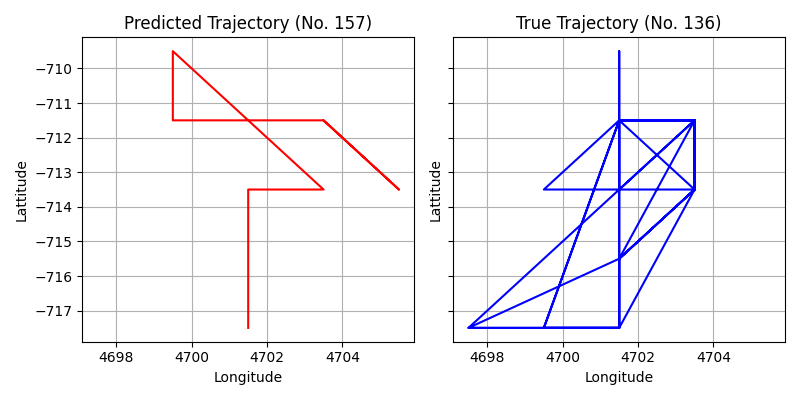 Predicted Trajectory (No. 157)
True Trajectory (No. 136)
Lattitude
−710
−711
−712
−713
−714
−715
−716
−717
4698
4700
4702
4704
Longitude
Lattitude
4698
4700
4702
4704
Longitude